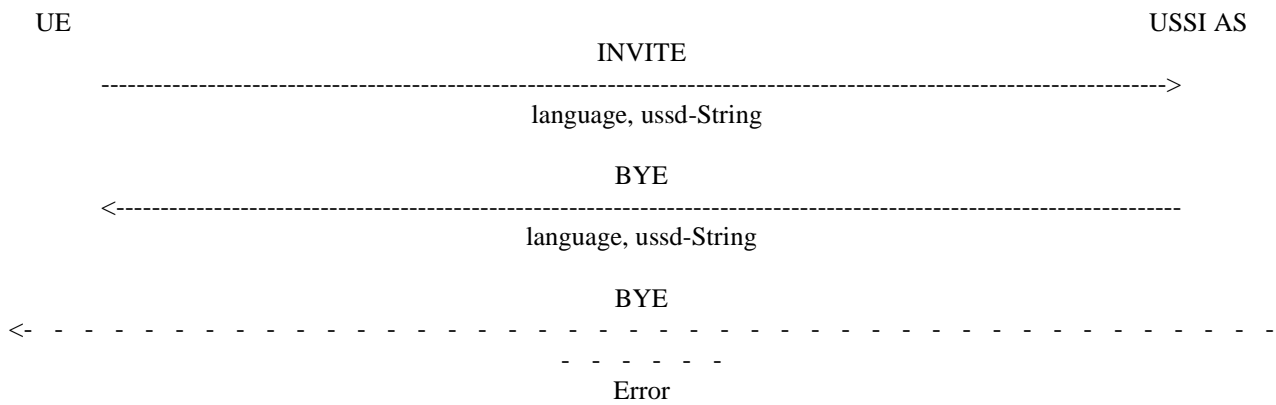 UE USSI AS
INVITE
----------------------------------------------------------------------------------------------------------------------->
language, ussd-String
BYE
<-----------------------------------------------------------------------------------------------------------------------
language, ussd-String
BYE
<- - - - - - - - - - - - - - - - - - - - - - - - - - - - - - - - - - - - - - - - - -
- - - - - -
Error